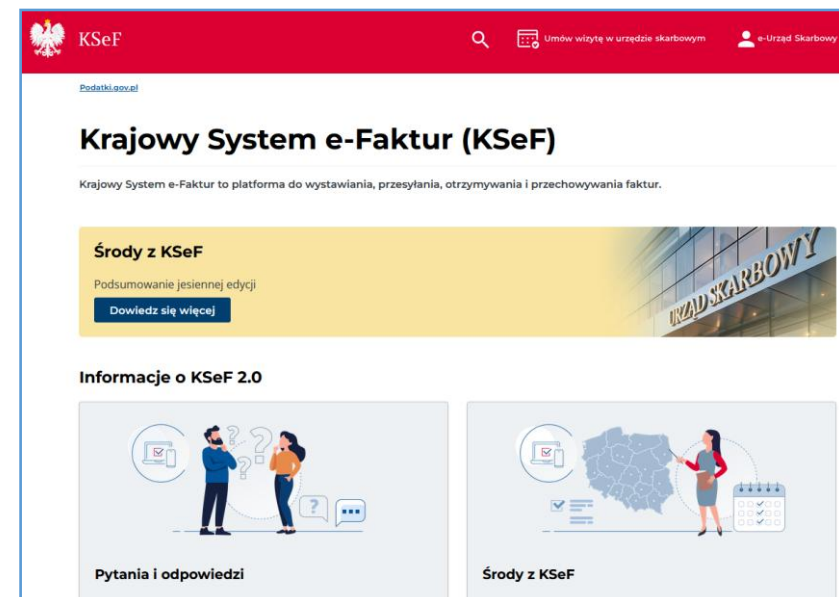 KSeF
Umów wizytę w urzędzie skarbowym
e-Urząd Skarbowy
Podatki.gov.pl
Krajowy System e-Faktur (KSeF)
Krajowy System e-Faktur to platforma do wystawiania, przesyłania, otrzymywania i przechowywania faktur.
Środy z KSeF
Podsumowanie jesiennej edycji
Dowiedz się więcej
URZĄD SKARBOWY
Informacje o KSeF 2.0
Pytania i odpowiedzi
Środy z KSeF